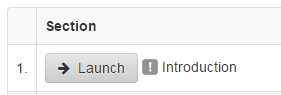 Section
1. → Launch ! Introduction